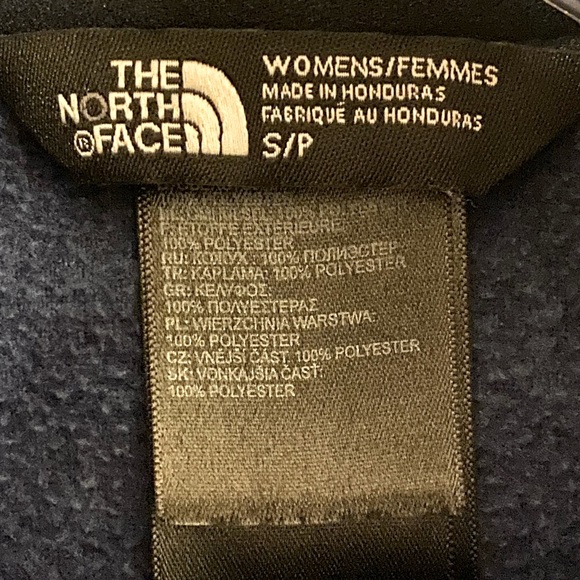 THE
NORTH
®FACE
WOMENS/FEMMES
MADE IN HONDURAS
FABRIQUÉ AU HONDURAS
S/P
100% POLYESTER
RU: КОЖУХ: 100% ПОЛИЭСТЕР
TR: KAPLAMA: 100% POLYESTER
GR: ΚΕΛΥΦΟΣ:
100% ΠΟΛΥΕΣΤΕΡΑΣ
PL: WIERZCHNIA WARSTWA:
100% POLYESTER
CZ: VNĚJŠÍ ČÁST: 100% POLYESTER
SK: VONKAJŠIA ČASŤ:
100% POLYESTER